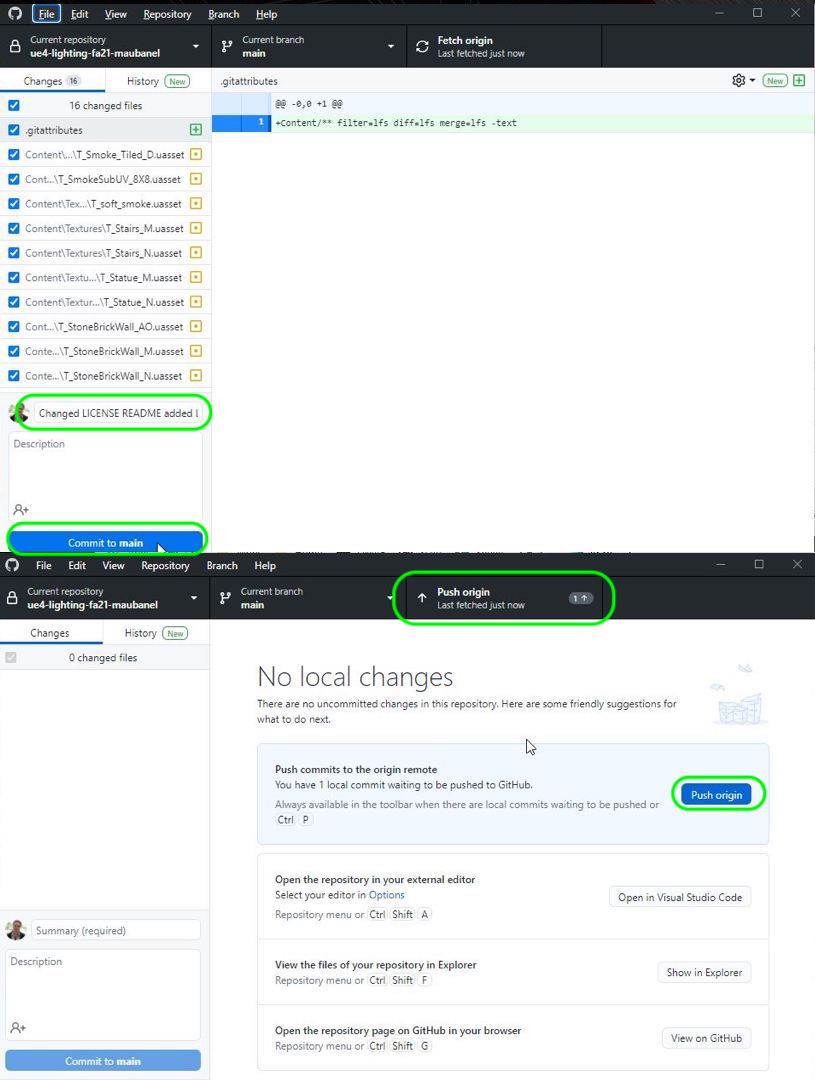 File Edit View Repository Branch Help
Current repository
ue4-lighting-fa21-maubanel
Current branch
main
Fetch origin
Last fetched just now
Changes 16
History New
.gitattributes
New
16 changed files
@@ -0,0 +1 @@
.gitattributes
1 +Content/** filter=lfs diff=lfs merge=lfs -text
Content\...\T_Smoke_Tiled_D.uasset
Cont...\T_SmokeSubUV_8X8.uasset
Content\Tex...\T_soft_smoke.uasset
Content\Textures\T_Stairs_M.uasset
Content\Textures\T_Stairs_N.uasset
Content\Textu...\T_Statue_M.uasset
Content\Textur...\T_Statue_N.uasset
Cont...\T_StoneBrickWall_AO.uasset
Conte...\T_StoneBrickWall_M.uasset
Conte...\T_StoneBrickWall_N.uasset
Changed LICENSE README added
Description
Commit to main
File Edit View Repository Branch Help
Current repository
ue4-lighting-fa21-maubanel
Current branch
main
Push origin
Last fetched just now
1
Changes
History New
0 changed files
No local changes
There are no uncommitted changes in this repository. Here are some friendly suggestions for
what to do next.
Push commits to the origin remote
You have 1 local commit waiting to be pushed to GitHub.
Always available in the toolbar when there are local commits waiting to be pushed or
Ctrl P
Push origin
Open the repository in your external editor
Select your editor in Options
Repository menu or Ctrl Shift A
Open in Visual Studio Code
View the files of your repository in Explorer
Repository menu or Ctrl Shift F
Show in Explorer
Open the repository page on GitHub in your browser
Repository menu or Ctrl Shift G
View on GitHub
Summary (required)
Description
Commit to main